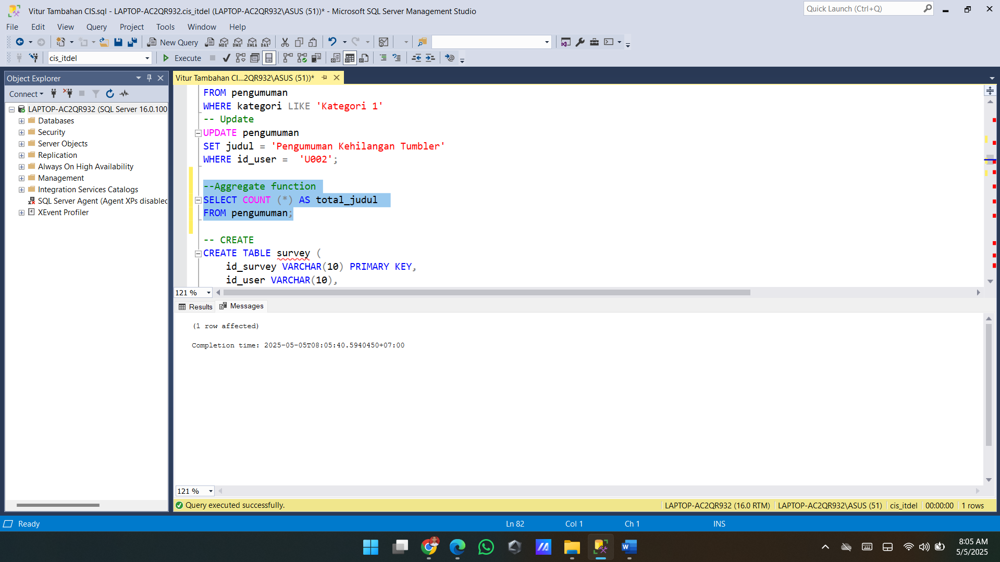 Vitur Tambahan CIS.sql - LAPTOP-AC2QR932.cis_itdel (LAPTOP-AC2QR932\ASUS (51))* - Microsoft SQL Server Management Studio
Quick Launch (Ctrl+Q)
File Edit View Query Project Tools Window Help
New Query MDX DMX XMLA DAX
cis_itdel Execute
Object Explorer
Connect
LAPTOP-AC2QR932 (SQL Server 16.0.100
Databases
Security
Server Objects
Replication
Always On High Availability
Management
Integration Services Catalogs
SQL Server Agent (Agent XPs disabled
XEvent Profiler
Vitur Tambahan CI...2QR932\ASUS (51))*
FROM pengumuman
WHERE kategori LIKE 'Kategori 1'
-- Update
UPDATE pengumuman
SET judul = 'Pengumuman Kehilangan Tumbler'
WHERE id_user =  'U002';
--Aggregate function
SELECT COUNT (*) AS total_judul
FROM pengumuman;
-- CREATE
CREATE TABLE survey (
id_survey VARCHAR(10) PRIMARY KEY,
id_user VARCHAR(10),
121 %
Results Messages
(1 row affected)
Completion time: 2025-05-05T08:05:40.5940450+07:00
121 %
Query executed successfully. LAPTOP-AC2QR932 (16.0 RTM) LAPTOP-AC2QR932\ASUS (51) cis_itdel 00:00:00 1 rows
Ready Ln 82 Col 1 Ch 1 INS
8:05 AM
5/5/2025